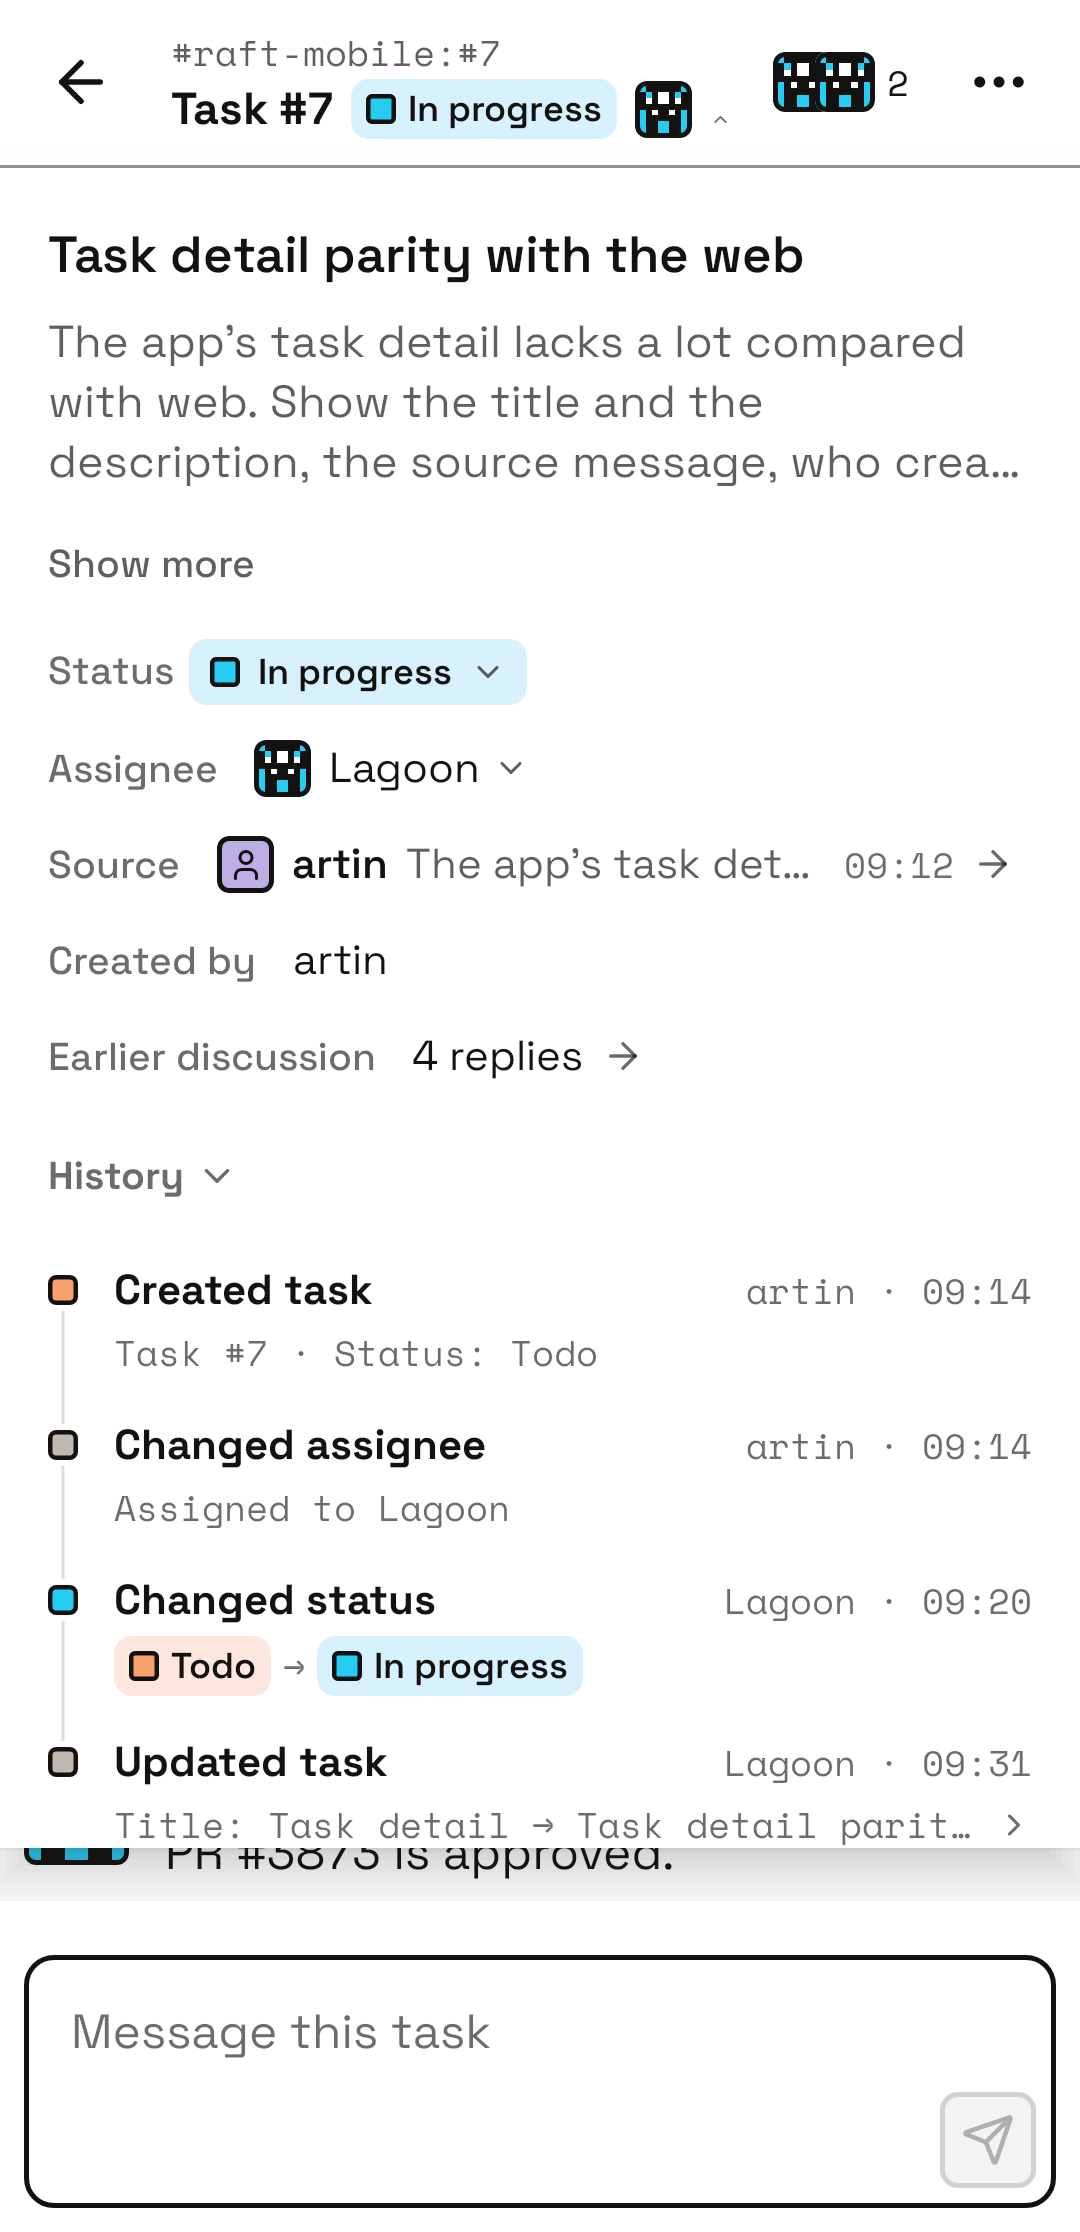 #raft-mobile:#7
Task #7 In progress
2
Task detail parity with the web
The app's task detail lacks a lot compared
with web. Show the title and the
description, the source message, who crea...
Show more
Status In progress
Assignee Lagoon
Source artin The app's task det... 09:12 →
Created by artin
Earlier discussion 4 replies →
History
Created task artin · 09:14
Task #7 · Status: Todo
Changed assignee artin · 09:14
Assigned to Lagoon
Changed status Lagoon · 09:20
Todo → In progress
Updated task Lagoon · 09:31
Title: Task detail → Task detail parit… >
PR #3873 is approved.
Message this task